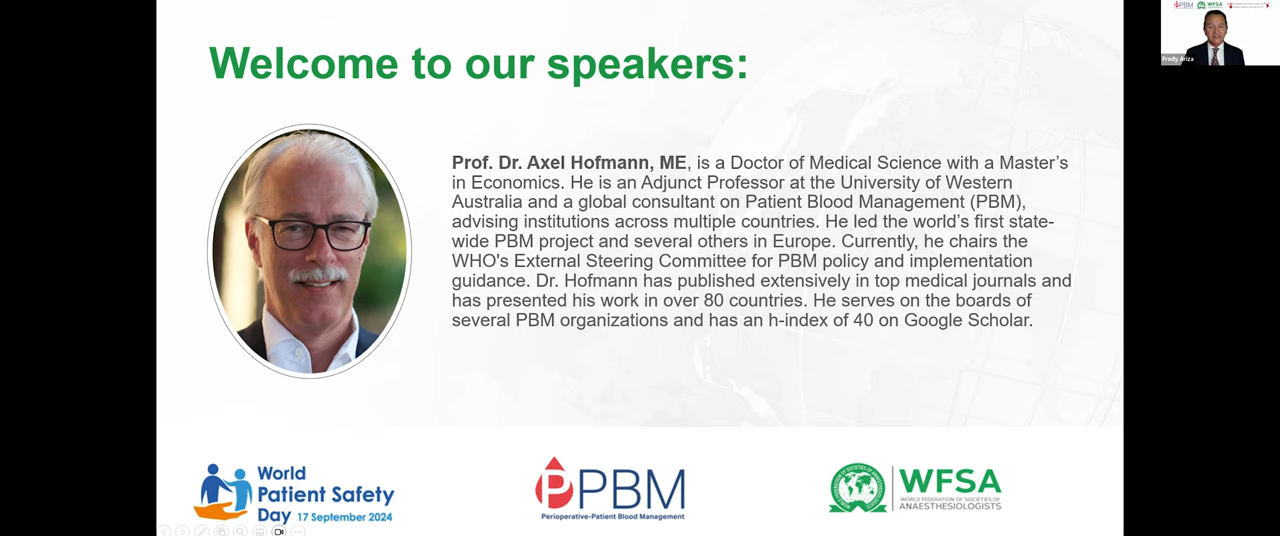 Welcome to our speakers:
Prof. Dr. Axel Hofmann, ME, is a Doctor of Medical Science with a Master’s
in Economics. He is an Adjunct Professor at the University of Western
Australia and a global consultant on Patient Blood Management (PBM),
advising institutions across multiple countries. He led the world’s first state-
wide PBM project and several others in Europe. Currently, he chairs the
WHO's External Steering Committee for PBM policy and implementation
guidance. Dr. Hofmann has published extensively in top medical journals and
has presented his work in over 80 countries. He serves on the boards of
several PBM organizations and has an h-index of 40 on Google Scholar.
World
Patient Safety
Day 17 September 2024
PPBM
Perioperative-Patient Blood Management
WFSA
WORLD FEDERATION OF SOCIETIES OF
ANAESTHESIOLOGISTS
PBM
WFSA
Fredy Ariza